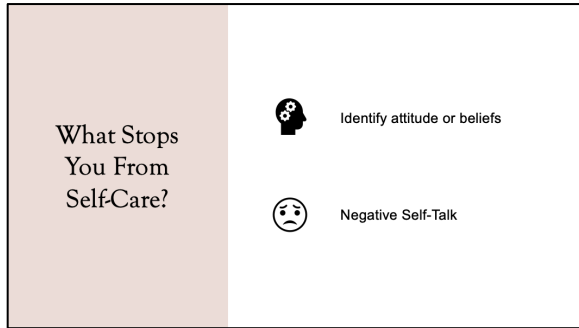 What Stops
You From
Self-Care?
Identify attitude or beliefs
Negative Self-Talk